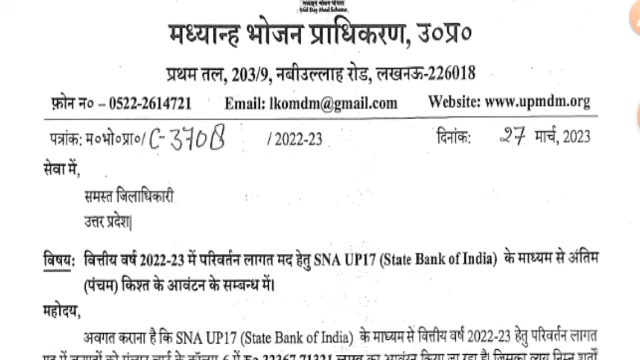 Mid Day Meal Scheme
मध्यान्ह भोजन प्राधिकरण, उ०प्र०
प्रथम तल, 203/9, नबीउल्लाह रोड, लखनऊ-226018
फ़ोन न० - 0522-2614721 Email: lkomdm@gmail.com Website: www.upmdm.org
पत्रांक: म०भो०प्रा०/C-3708 /2022-23 दिनांक: 27 मार्च, 2023
सेवा में,
समस्त जिलाधिकारी
उत्तर प्रदेश|
विषय: वित्तीय वर्ष 2022-23 में परिवर्तन लागत मद हेतु SNA UP17 (State Bank of India) के माध्यम से अंतिम
(पंचम) किश्त के आवंटन के सम्बन्ध में।
महोदय,
अवगत कराना है कि SNA UP17 (State Bank of India) के माध्यम से वित्तीय वर्ष 2022-23 हेतु परिवर्तन लागत